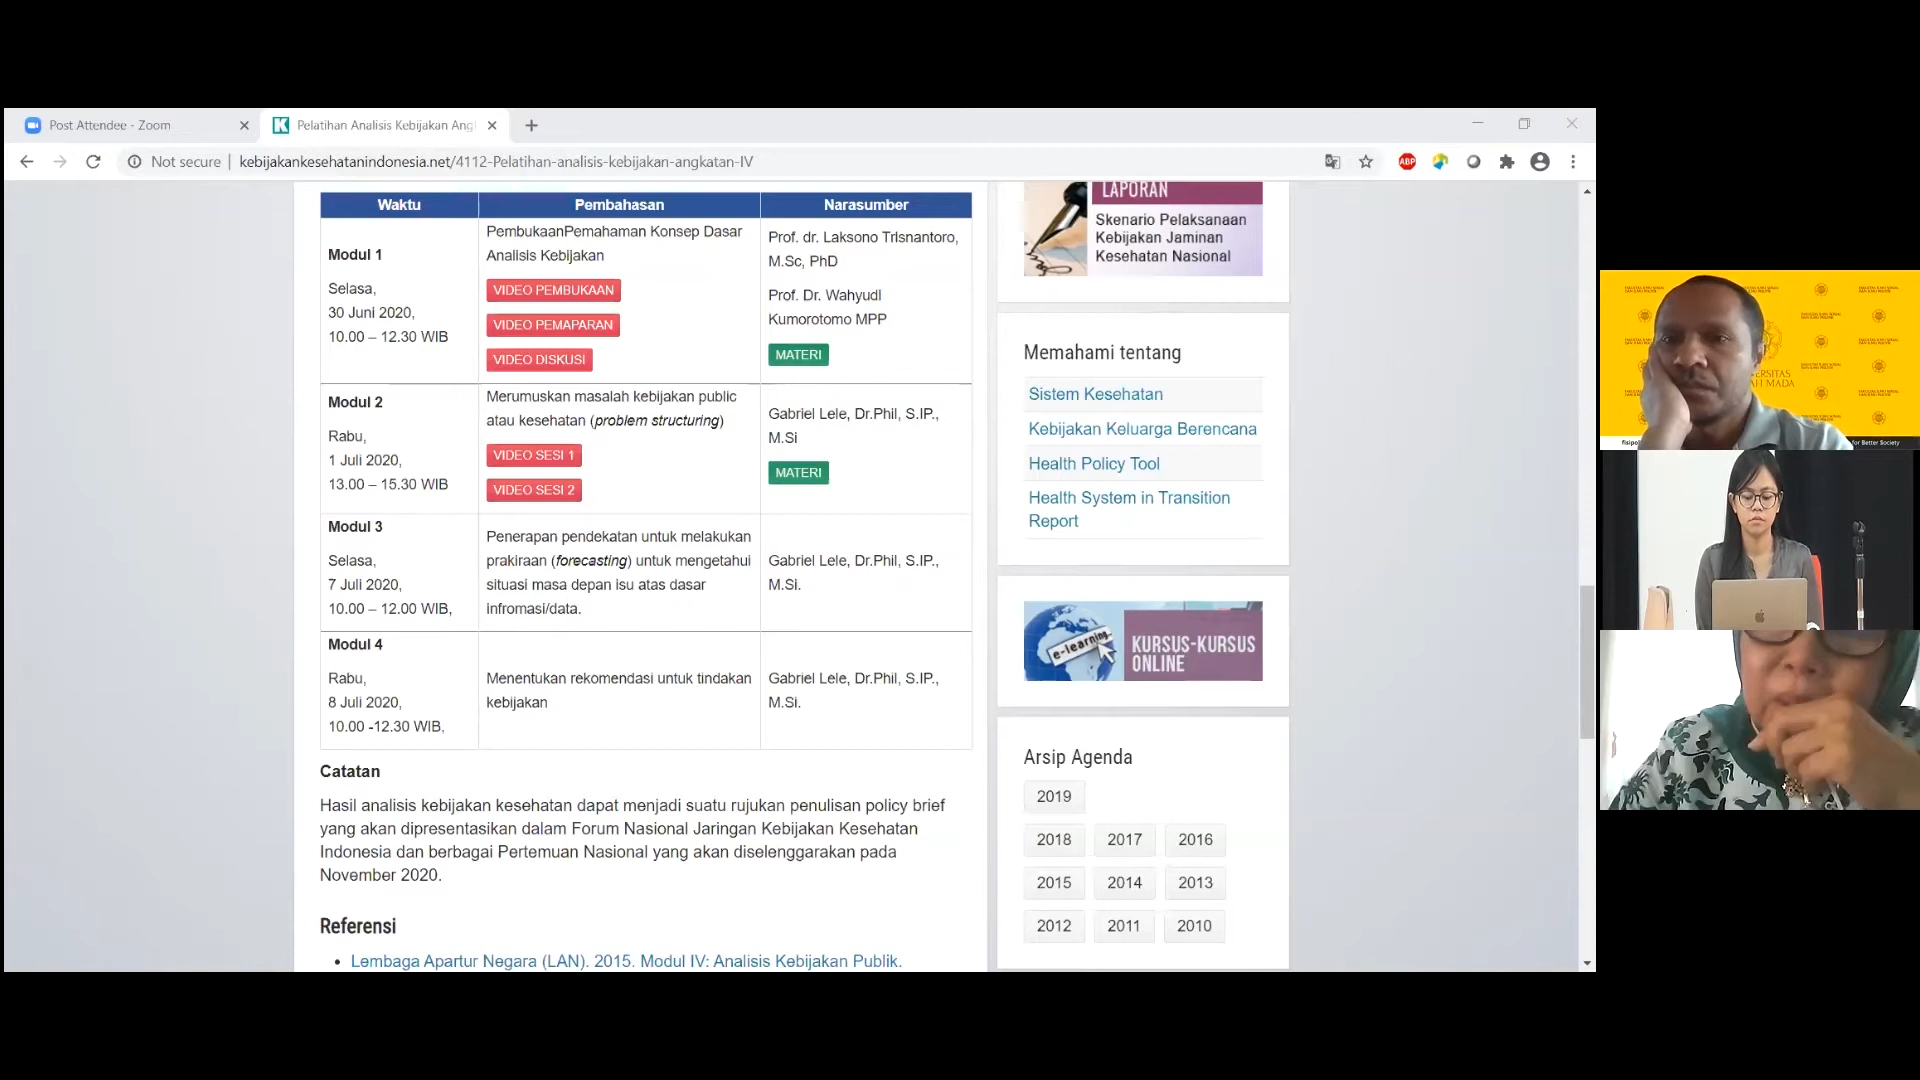 Post Attendee - Zoom
Pelatihan Analisis Kebijakan Ang
Not secure
kebijakankesehatanindonesia.net/4112-Pelatihan-analisis-kebijakan-angkatan-IV
ABP
Waktu
Pembahasan
Narasumber
Modul 1
Selasa,
30 Juni 2020,
10.00 – 12.30 WIB
PembukaanPemahaman Konsep Dasar
Analisis Kebijakan
VIDEO PEMBUKAAN
VIDEO PEMAPARAN
VIDEO DISKUSI
Prof. dr. Laksono Trisnantoro,
M.Sc, PhD
Prof. Dr. Wahyudi
Kumorotomo MPP
MATERI
Modul 2
Rabu,
1 Juli 2020,
13.00 – 15.30 WIB
Merumuskan masalah kebijakan public
atau kesehatan (problem structuring)
VIDEO SESI 1
VIDEO SESI 2
Gabriel Lele, Dr.Phil, S.IP.,
M.Si
MATERI
Modul 3
Selasa,
7 Juli 2020,
10.00 – 12.00 WIB,
Penerapan pendekatan untuk melakukan
prakiraan (forecasting) untuk mengetahui
situasi masa depan isu atas dasar
infromasi/data.
Gabriel Lele, Dr.Phil, S.IP.,
M.Si.
Modul 4
Rabu,
8 Juli 2020,
10.00 -12.30 WIB,
Menentukan rekomendasi untuk tindakan
kebijakan
Gabriel Lele, Dr.Phil, S.IP.,
M.Si.
Catatan
Hasil analisis kebijakan kesehatan dapat menjadi suatu rujukan penulisan policy brief
yang akan dipresentasikan dalam Forum Nasional Jaringan Kebijakan Kesehatan
Indonesia dan berbagai Pertemuan Nasional yang akan diselenggarakan pada
November 2020.
Referensi
• Lembaga Apartur Negara (LAN). 2015. Modul IV: Analisis Kebijakan Publik.
LAPORAN
Skenario Pelaksanaan
Kebijakan Jaminan
Kesehatan Nasional
Memahami tentang
Sistem Kesehatan
Kebijakan Keluarga Berencana
Health Policy Tool
Health System in Transition
Report
e-learning
KURSUS-KURSUS
ONLINE
Arsip Agenda
2019
2018 2017 2016
2015 2014 2013
2012 2011 2010
for Better Society